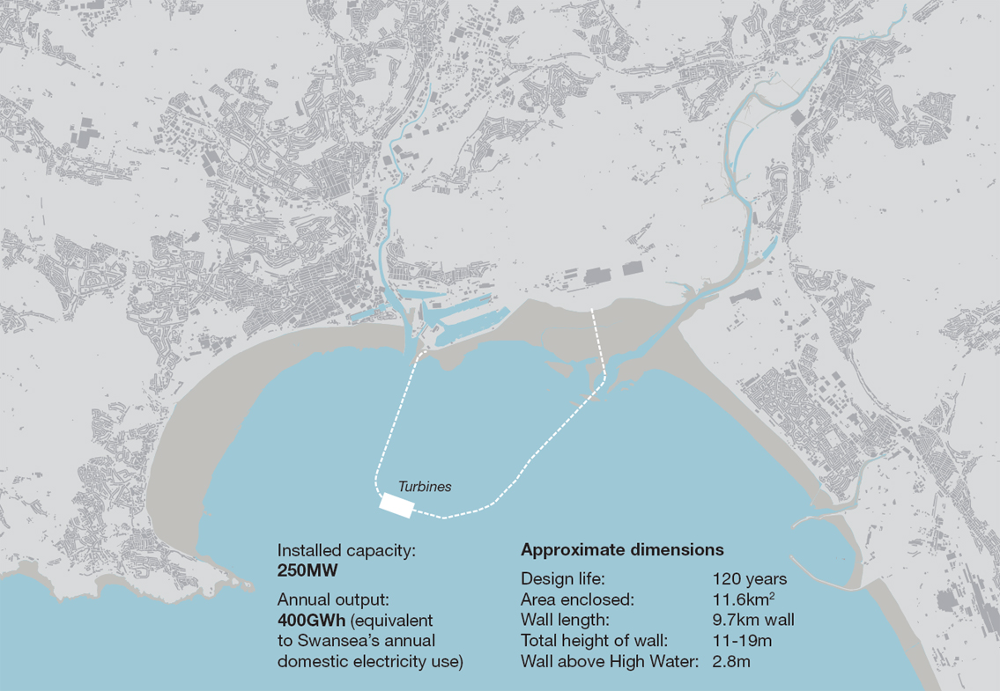 Turbines
Installed capacity:
250MW
Annual output:
400GWh (equivalent
to Swansea's annual
domestic electricity use)
Approximate dimensions
Design life: 120 years
Area enclosed: 11.6km²
Wall length: 9.7km wall
Total height of wall: 11-19m
Wall above High Water: 2.8m